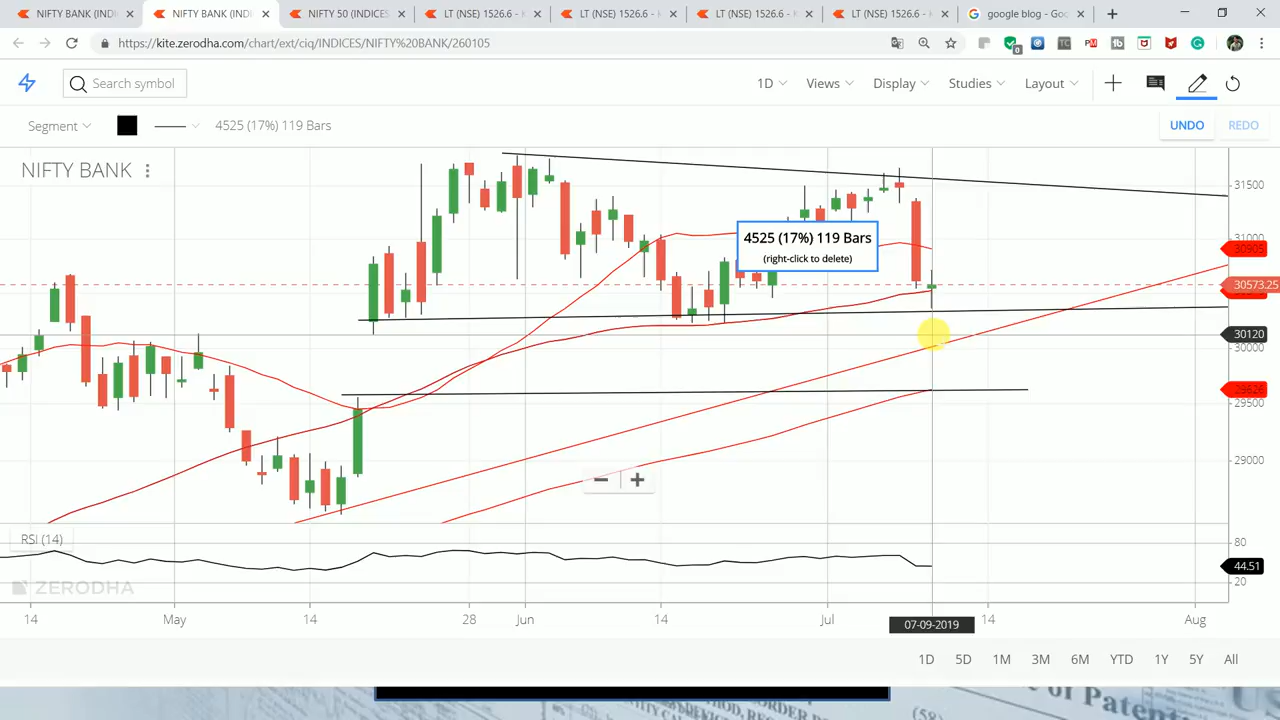 NIFTY BANK (INDI
NIFTY BANK (INDI
NIFTY 50 (INDICES
LT (NSE) 1526.6 - K
LT (NSE) 1526.6 - K
LT (NSE) 1526.6 - K
LT (NSE) 1526.6 - K
google blog - Goo
https://kite.zerodha.com/chart/ext/ciq/INDICES/NIFTY%20BANK/260105
Search symbol
1D
Views
Display
Studies
Layout
Segment
4525 (17%) 119 Bars
UNDO
REDO
NIFTY BANK
31500
4525 (17%) 119 Bars
(right-click to delete)
31000
30905
30573.25
30120
30000
29626
29500
29000
RSI (14)
80
44.51
20
ZERODHA
14
May
14
28
Jun
14
Jul
07-09-2019
14
Aug
1D
5D
1M
3M
6M
YTD
1Y
5Y
All
of Patent
(58)